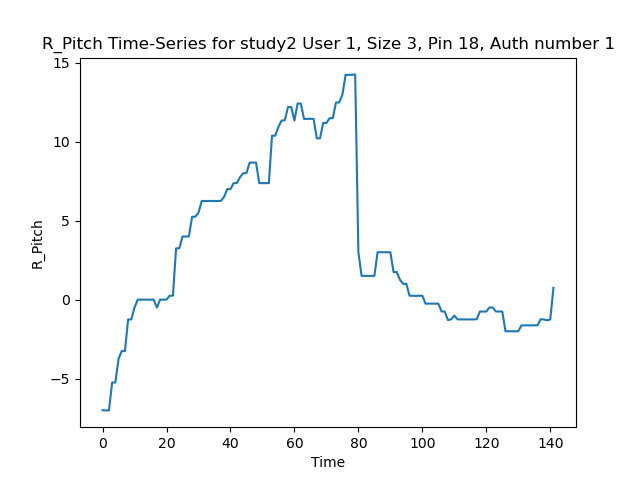 R_Pitch Time-Series for study2 User 1, Size 3, Pin 18, Auth number 1
15
10
5
0
−5
R_Pitch
0 20 40 60 80 100 120 140
Time